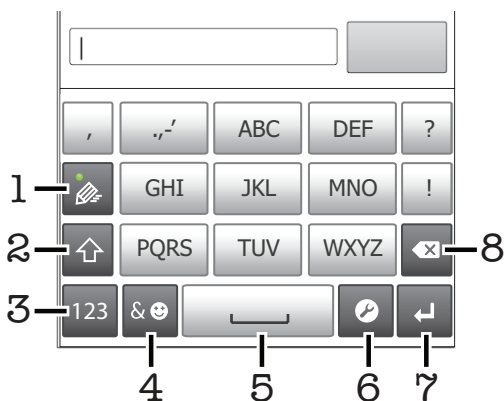 , .,-′ ABC DEF ?
1 GHI JKL MNO !
2 PQRS TUV WXYZ 8
3 123 &
4 5 6 7